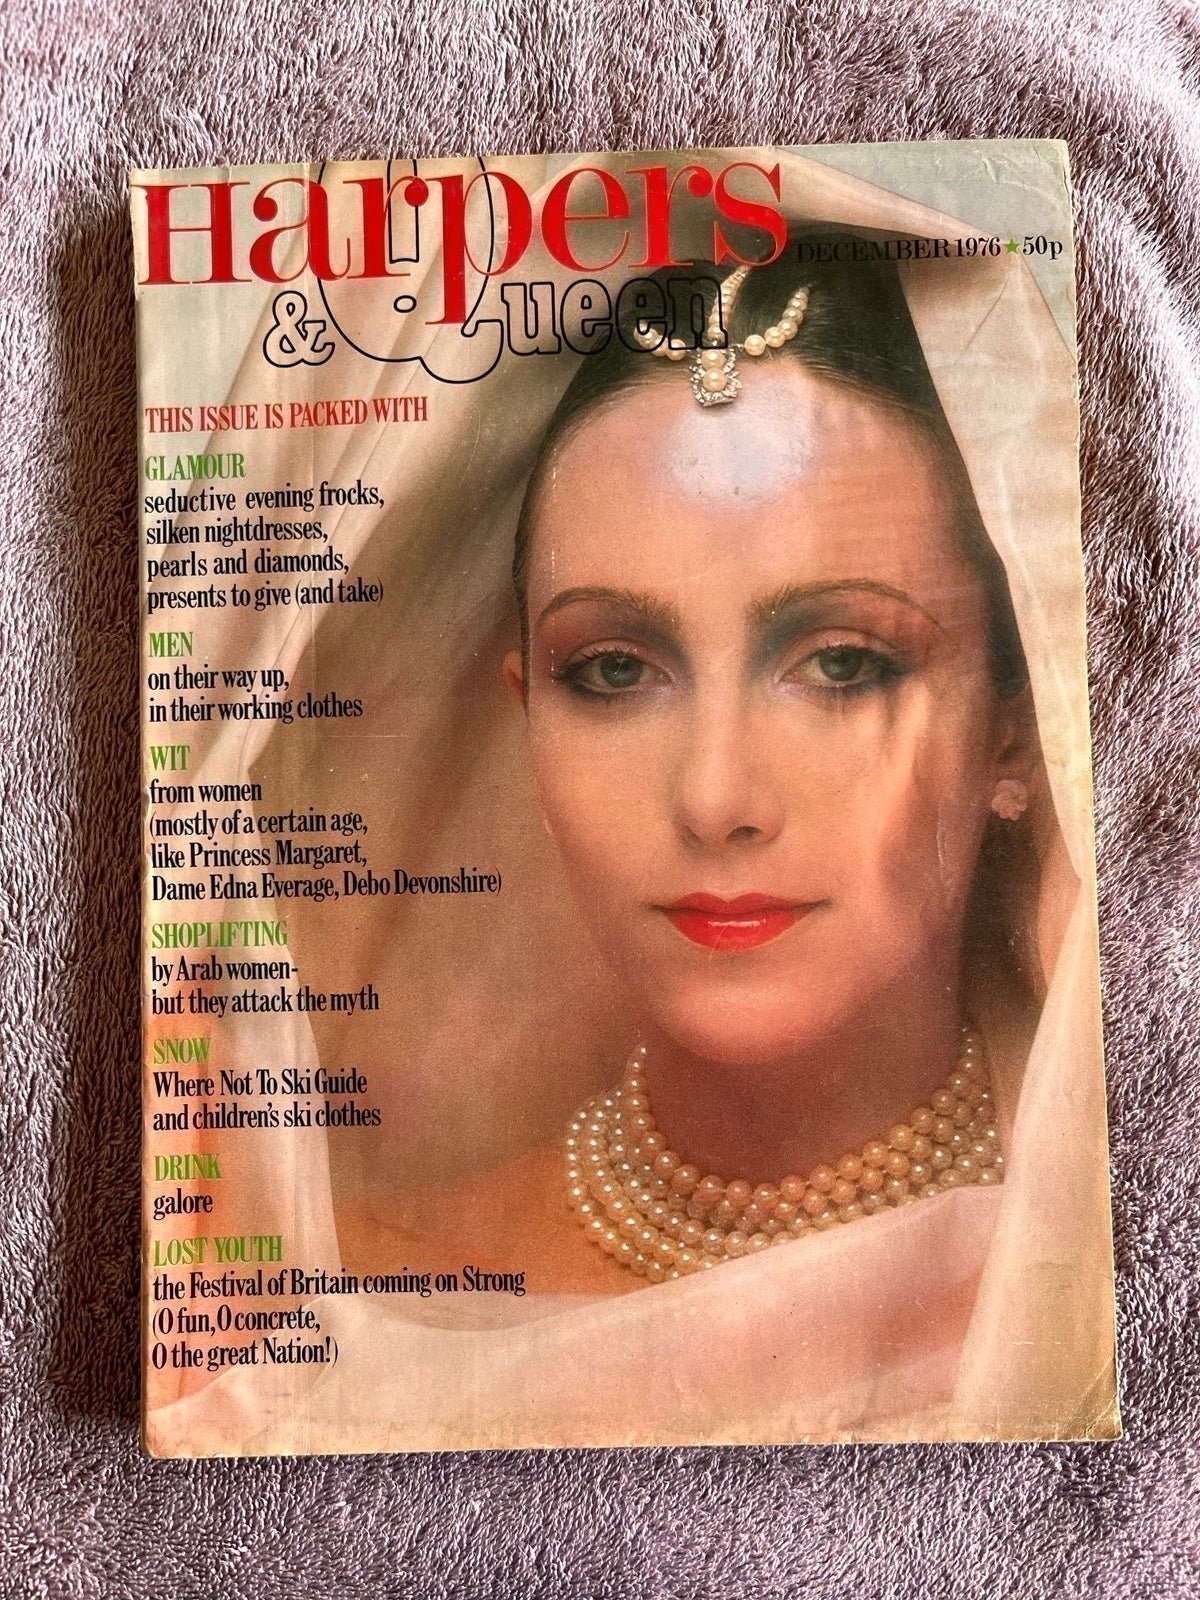 Harpers
& Queen
DECEMBER 1976 ★ 50p
THIS ISSUE IS PACKED WITH
GLAMOUR
seductive evening frocks,
silken nightdresses,
pearls and diamonds,
presents to give (and take)
MEN
on their way up,
in their working clothes
WIT
from women
(mostly of a certain age,
like Princess Margaret,
Dame Edna Everage, Debo Devonshire)
SHOPLIFTING
by Arab women-
but they attack the myth
SNOW
Where Not To Ski Guide
and children's ski clothes
DRINK
galore
LOST YOUTH
the Festival of Britain coming on Strong
(O fun, O concrete,
O the great Nation!)